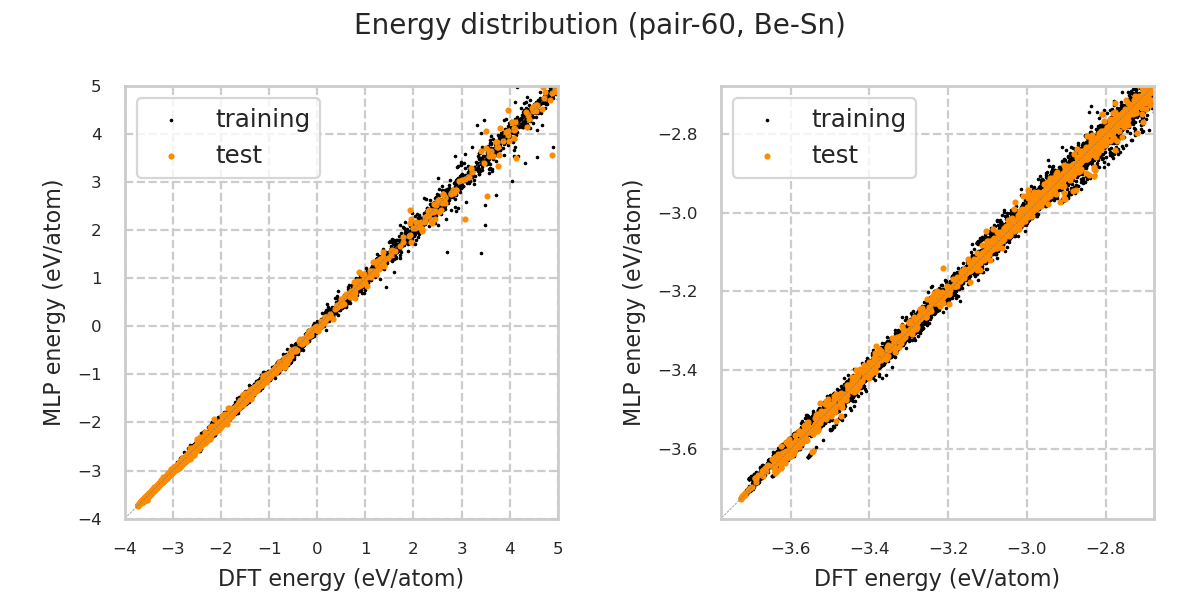 Energy distribution (pair-60, Be-Sn)
training
test
5
4
3
2
1
0
−1
−2
−3
−4
MLP energy (eV/atom)
−4 −3 −2 −1 0 1 2 3 4 5
DFT energy (eV/atom)
training
test
−2.8
−3.0
−3.2
−3.4
−3.6
MLP energy (eV/atom)
−3.6 −3.4 −3.2 −3.0 −2.8
DFT energy (eV/atom)